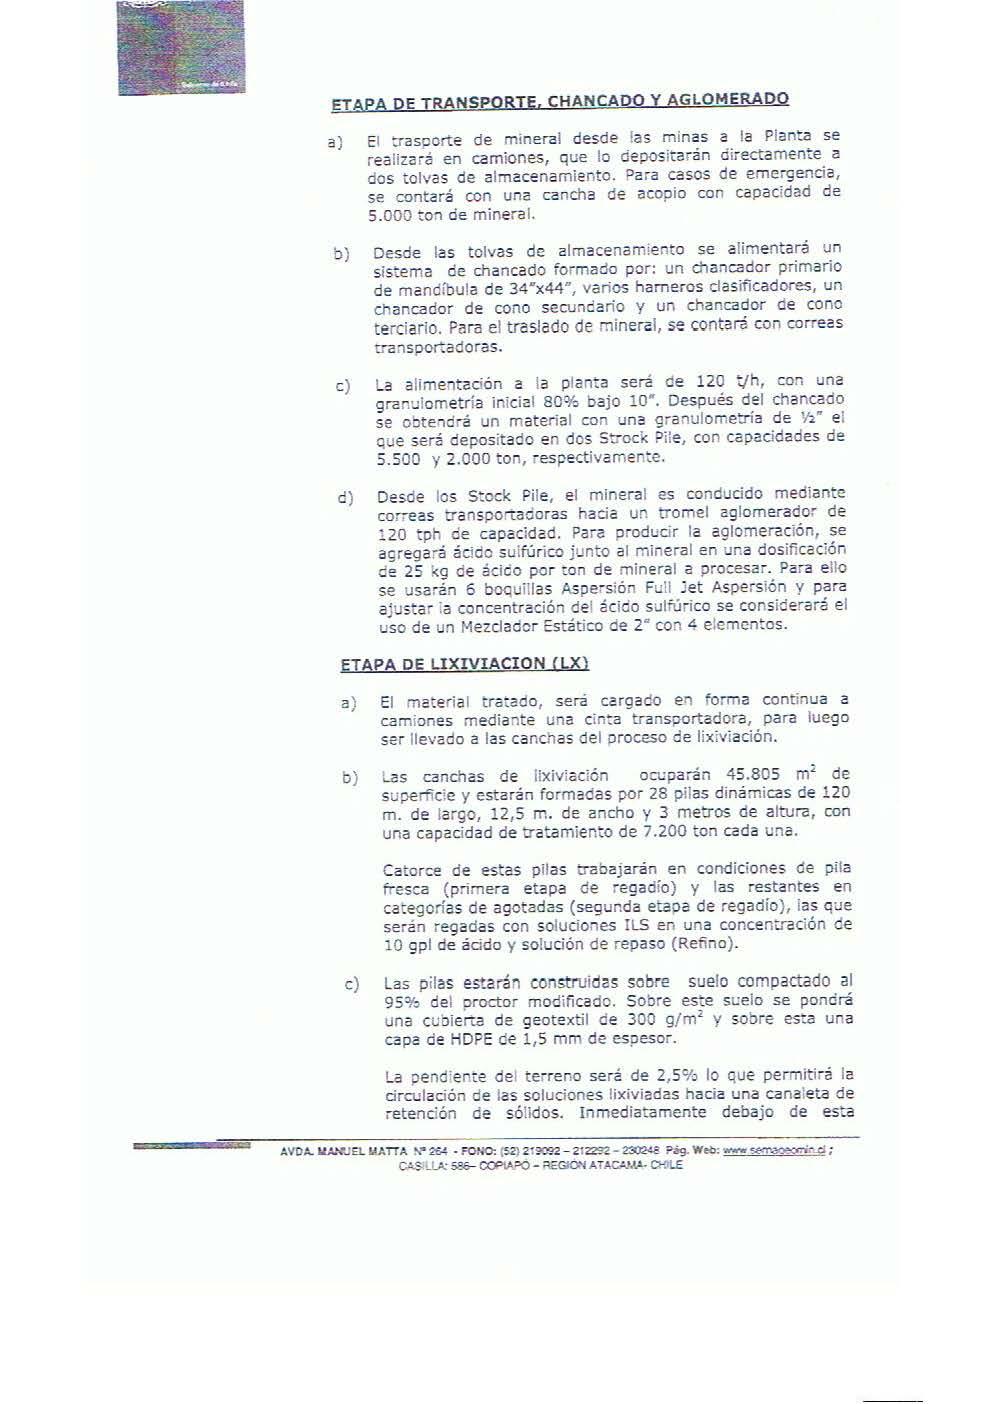 Gobierno de Chile
ETAPA DE TRANSPORTE, CHANCADO Y AGLOMERADO
a) El trasporte de mineral desde las minas a la Planta se
realizará en camiones, que lo depositarán directamente a
dos tolvas de almacenamiento. Para casos de emergencia,
se contará con una cancha de acopio con capacidad de
5.000 ton de mineral.
b) Desde las tolvas de almacenamiento se alimentará un
sistema de chancado formado por: un chancador primario
de mandíbula de 34"x44", varios harneros clasificadores, un
chancador de cono secundario y un chancador de cono
terciario. Para el traslado de mineral, se contará con correas
transportadoras.
c) La alimentación a la planta será de 120 t/h, con una
granulometría inicial 80% bajo 10". Después del chancado
se obtendrá un material con una granulometría de ½" el
que será depositado en dos Strock Pile, con capacidades de
5.500 y 2.000 ton, respectivamente.
d) Desde los Stock Pile, el mineral es conducido mediante
correas transportadoras hacia un tromel aglomerador de
120 tph de capacidad. Para producir la aglomeración, se
agregará ácido sulfúrico junto al mineral en una dosificación
de 25 kg de ácido por ton de mineral a procesar. Para ello
se usarán 6 boquillas Aspersión Full Jet Aspersión y para
ajustar la concentración del ácido sulfúrico se considerará el
uso de un Mezclador Estático de 2" con 4 elementos.
ETAPA DE LIXIVIACION (LX)
a) El material tratado, será cargado en forma continua a
camiones mediante una cinta transportadora, para luego
ser llevado a las canchas del proceso de lixiviación.
b) Las canchas de lixiviación ocuparán 45.805 m² de
superficie y estarán formadas por 28 pilas dinámicas de 120
m. de largo, 12,5 m. de ancho y 3 metros de altura, con
una capacidad de tratamiento de 7.200 ton cada una.
Catorce de estas pilas trabajarán en condiciones de pila
fresca (primera etapa de regadío) y las restantes en
categorías de agotadas (segunda etapa de regadío), las que
serán regadas con soluciones ILS en una concentración de
10 gpl de ácido y solución de repaso (Refino).
c) Las pilas estarán construidas sobre suelo compactado al
95% del proctor modificado. Sobre este suelo se pondrá
una cubierta de geotextil de 300 g/m² y sobre esta una
capa de HDPE de 1,5 mm de espesor.
La pendiente del terreno será de 2,5% lo que permitirá la
circulación de las soluciones lixiviadas hacia una canaleta de
retención de sólidos. Inmediatamente debajo de esta
AVDA. MANUEL MATTA Nº 264 - FONO: (52) 219092 – 212292 – 230248 Pág. Web: www.sernageomin.cl ;
CASILLA: 586– COPIAPÓ – REGION ATACAMA- CHILE